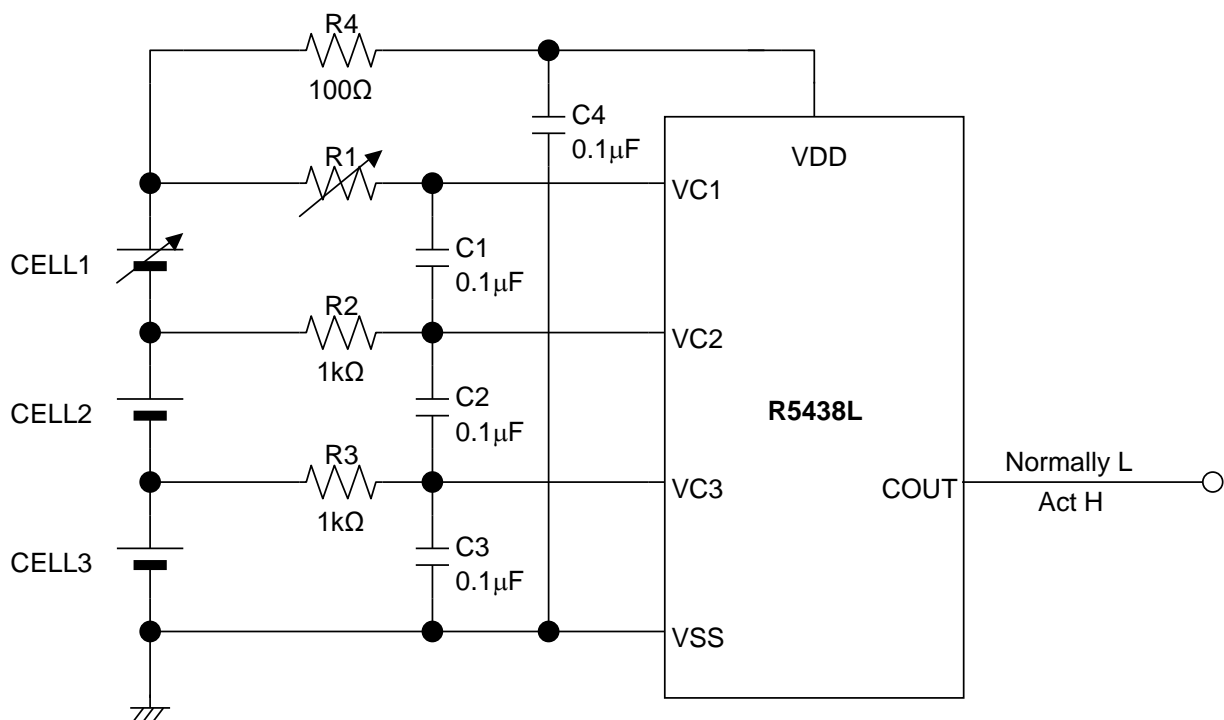 R4
100Ω
C4
0.1μF
VDD
R1
VC1
CELL1
C1
0.1μF
R2
1kΩ
VC2
CELL2
C2
0.1μF
R5438L
R3
1kΩ
VC3
COUT
Normally L
Act H
CELL3
C3
0.1μF
VSS